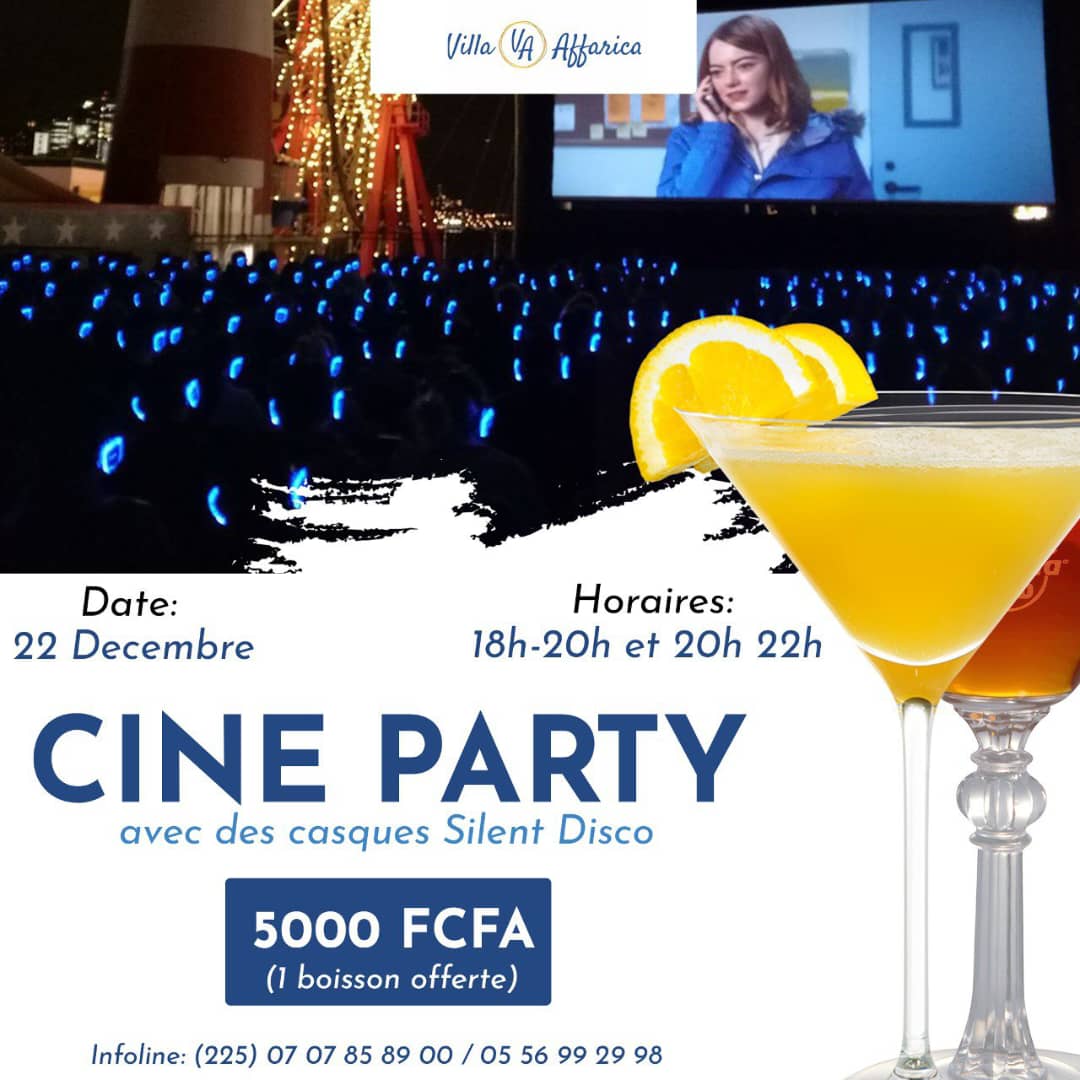 Villa VA Affarica
Date:
22 Decembre
Horaires:
18h-20h et 20h 22h
CINE PARTY
avec des casques Silent Disco
5000 FCFA
(1 boisson offerte)
Infoline: (225) 07 07 85 89 00 / 05 56 99 29 98